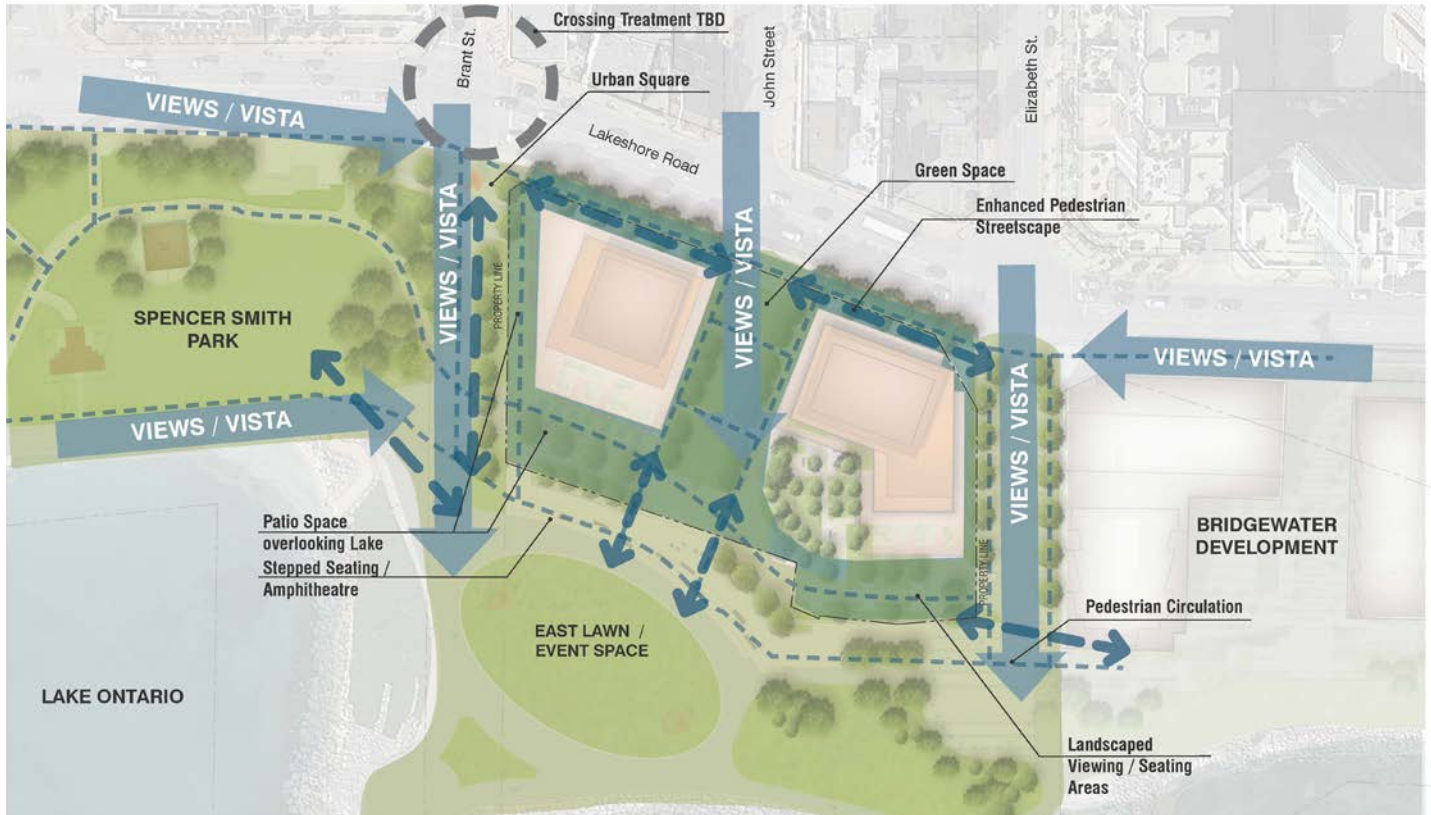 Crossing Treatment TBD
Brant St.
John Street
Elizabeth St.
Urban Square
VIEWS / VISTA
Lakeshore Road
Green Space
Enhanced Pedestrian
Streetscape
VIEWS / VISTA
VIEWS / VISTA
VIEWS / VISTA
VIEWS / VISTA
PROPERTY LINE
SPENCER SMITH
PARK
VIEWS / VISTA
Patio Space
overlooking Lake
Stepped Seating /
Amphitheatre
BRIDGEWATER
DEVELOPMENT
PROPERTY LINE
Pedestrian Circulation
EAST LAWN /
EVENT SPACE
LAKE ONTARIO
Landscaped
Viewing / Seating
Areas